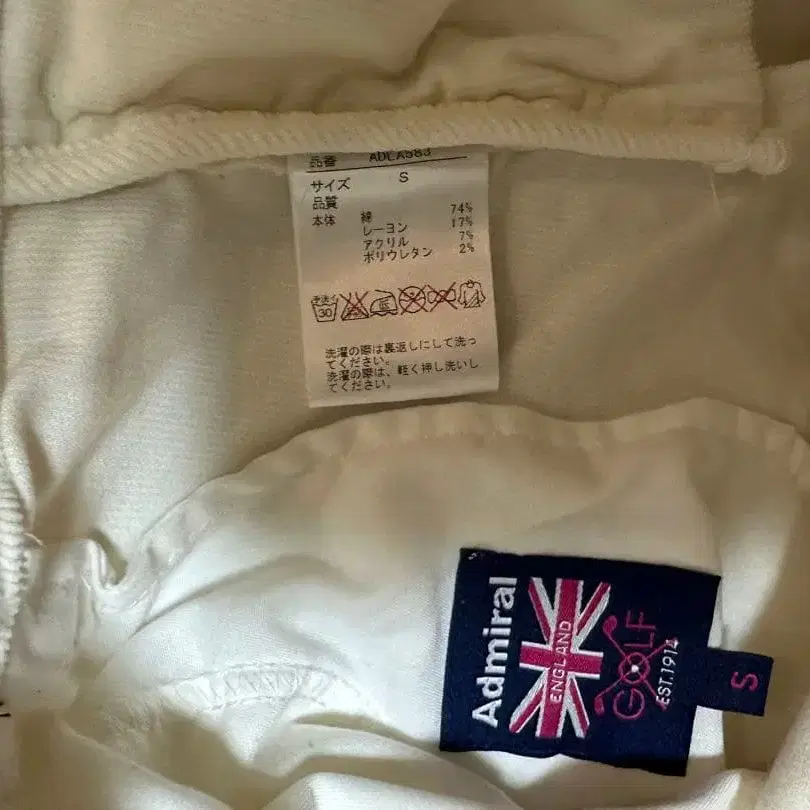 品番 ADLA583
サイズ S
品質
本体 綿 74%
レーヨン 17%
アクリル 7%
ポリウレタン 2%
手洗イ
30
洗濯の際は裏返しにして洗っ
てください。
洗濯の際は、軽く押し洗いし
てください。
Admiral
ENGLAND
GOLF
EST.1914
S